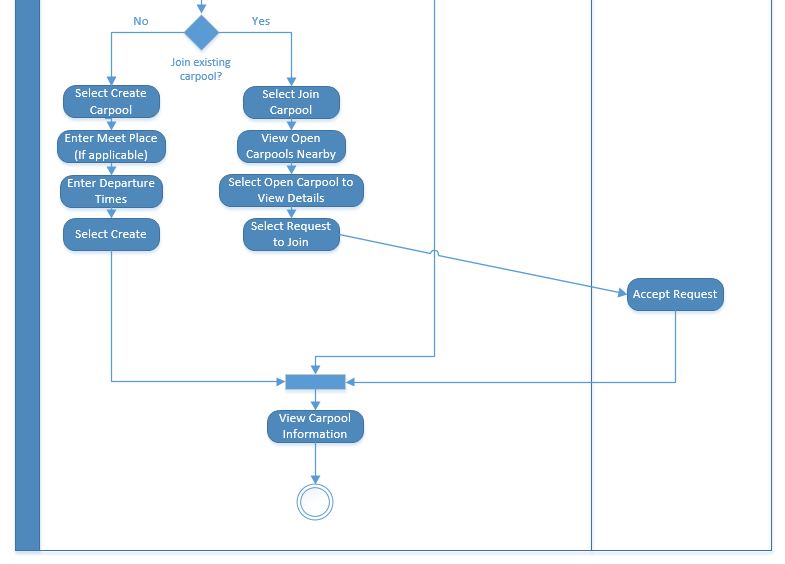 No
Yes
Join existing
carpool?
Select Create
Carpool
Select Join
Carpool
Enter Meet Place
(If applicable)
View Open
Carpools Nearby
Enter Departure
Times
Select Open Carpool to
View Details
Select Create
Select Request
to Join
Accept Request
View Carpool
Information